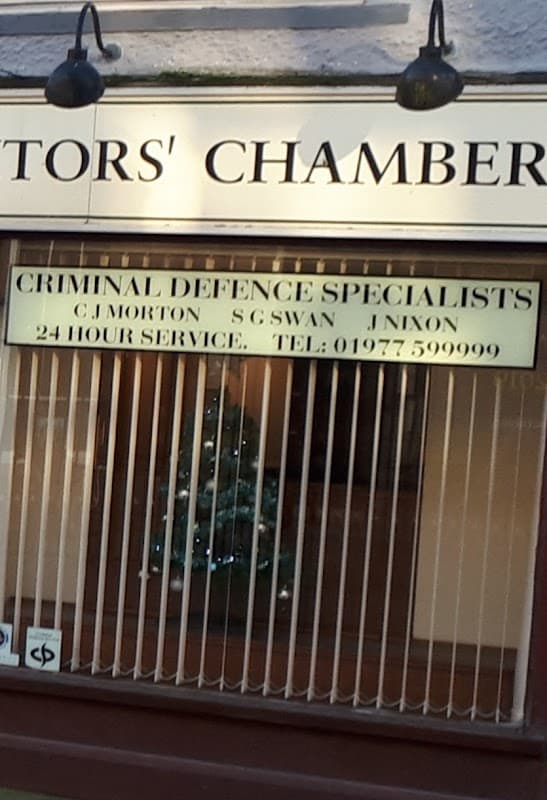 TORS' CHAMBER
CRIMINAL DEFENCE SPECIALISTS
C J MORTON S G SWAN J NIXON
24 HOUR SERVICE. TEL: 01977 599999